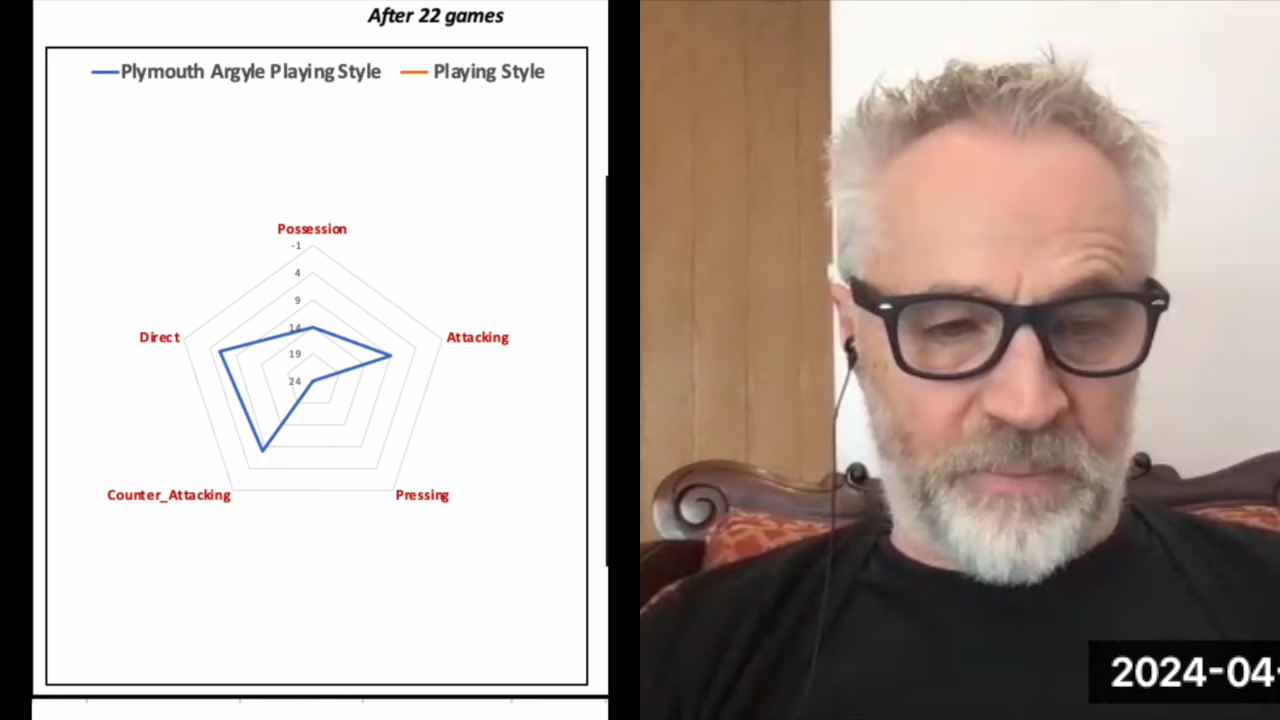 After 22 games
Plymouth Argyle Playing Style Playing Style
Possession
-1
4
9
14
Direct
Attacking
19
24
Counter_Attacking
Pressing
2024-04-